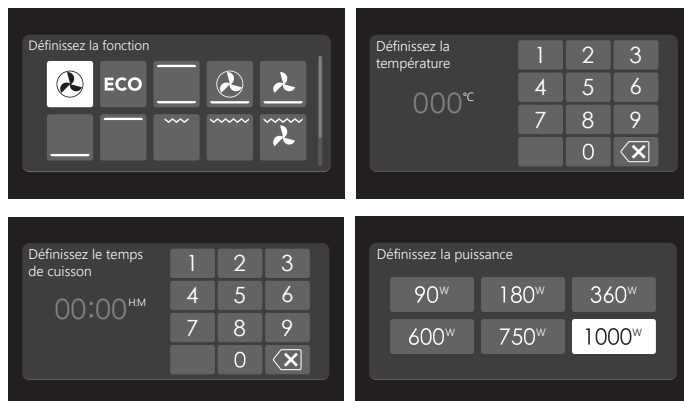 Définissez la fonction
ECO
Définissez la
température
000°C
1 2 3
4 5 6
7 8 9
0
Définissez le temps
de cuisson
00:00 H:M
1 2 3
4 5 6
7 8 9
0
Définissez la puissance
90W 180W 360W
600W 750W 1000W